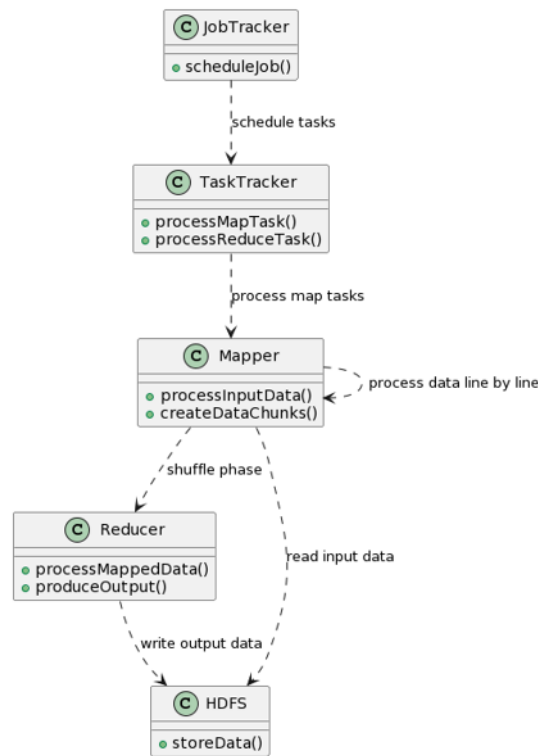 C JobTracker
scheduleJob()
schedule tasks
C TaskTracker
processMapTask()
processReduceTask()
process map tasks
C Mapper
processInputData()
createDataChunks()
process data line by line
shuffle phase
C Reducer
processMappedData()
produceOutput()
read input data
write output data
C HDFS
storeData()